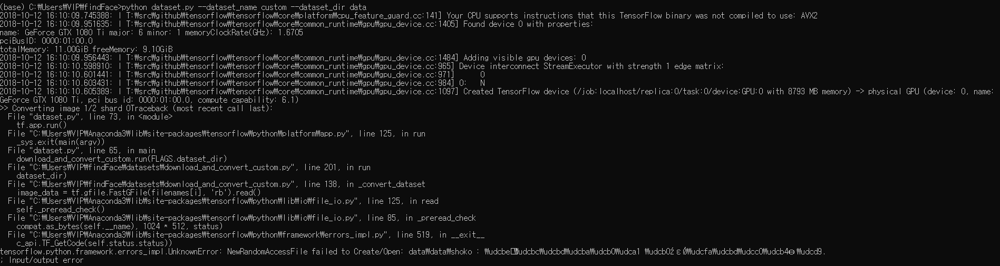 (base) C:₩Users₩VIP₩findFace>python dataset.py --dataset_name custom --dataset_dir data
2018-10-12 16:10:09.745388: I T:₩src₩github₩tensorflow₩tensorflow₩core₩platform₩cpu_feature_guard.cc:141] Your CPU supports instructions that this TensorFlow binary was not compiled to use: AVX2
2018-10-12 16:10:09.951635: I T:₩src₩github₩tensorflow₩tensorflow₩core₩common_runtime₩gpu₩gpu_device.cc:1405] Found device 0 with properties:
name: GeForce GTX 1080 Ti major: 6 minor: 1 memoryClockRate(GHz): 1.6705
pciBusID: 0000:01:00.0
totalMemory: 11.00GiB freeMemory: 9.10GiB
2018-10-12 16:10:09.956443: I T:₩src₩github₩tensorflow₩tensorflow₩core₩common_runtime₩gpu₩gpu_device.cc:1484] Adding visible gpu devices: 0
2018-10-12 16:10:10.598910: I T:₩src₩github₩tensorflow₩tensorflow₩core₩common_runtime₩gpu₩gpu_device.cc:965] Device interconnect StreamExecutor with strength 1 edge matrix:
2018-10-12 16:10:10.601441: I T:₩src₩github₩tensorflow₩tensorflow₩core₩common_runtime₩gpu₩gpu_device.cc:971]      0
2018-10-12 16:10:10.603431: I T:₩src₩github₩tensorflow₩tensorflow₩core₩common_runtime₩gpu₩gpu_device.cc:984] 0:   N
2018-10-12 16:10:10.605389: I T:₩src₩github₩tensorflow₩tensorflow₩core₩common_runtime₩gpu₩gpu_device.cc:1097] Created TensorFlow device (/job:localhost/replica:0/task:0/device:GPU:0 with 8793 MB memory) -> physical GPU (device: 0, name:
GeForce GTX 1080 Ti, pci bus id: 0000:01:00.0, compute capability: 6.1)
>> Converting image 1/2 shard 0Traceback (most recent call last):
  File "dataset.py", line 73, in <module>
    tf.app.run()
  File "C:₩Users₩VIP₩Anaconda3₩lib₩site-packages₩tensorflow₩python₩platform₩app.py", line 125, in run
    _sys.exit(main(argv))
  File "dataset.py", line 65, in main
    download_and_convert_custom.run(FLAGS.dataset_dir)
  File "C:₩Users₩VIP₩findFace₩datasets₩download_and_convert_custom.py", line 201, in run
    dataset_dir)
  File "C:₩Users₩VIP₩findFace₩datasets₩download_and_convert_custom.py", line 138, in _convert_dataset
    image_data = tf.gfile.FastGFile(filenames[i], 'rb').read()
  File "C:₩Users₩VIP₩Anaconda3₩lib₩site-packages₩tensorflow₩python₩lib₩io₩file_io.py", line 125, in read
    self._preread_check()
  File "C:₩Users₩VIP₩Anaconda3₩lib₩site-packages₩tensorflow₩python₩lib₩io₩file_io.py", line 85, in _preread_check
    compat.as_bytes(self.__name), 1024 * 512, status)
  File "C:₩Users₩VIP₩Anaconda3₩lib₩site-packages₩tensorflow₩python₩framework₩errors_impl.py", line 519, in __exit__
    c_api.TF_GetCode(self.status.status))
tensorflow.python.framework.errors_impl.UnknownError: NewRandomAccessFile failed to Create/Open: data₩data₩shoko : ₩udcbe ₩udcbc₩udcbd₩udcba₩udcb0₩udca1 ₩udcb0 ₩udcfa₩udcbd₩udcc0₩udcb4 ₩udcd9.
; Input/output error